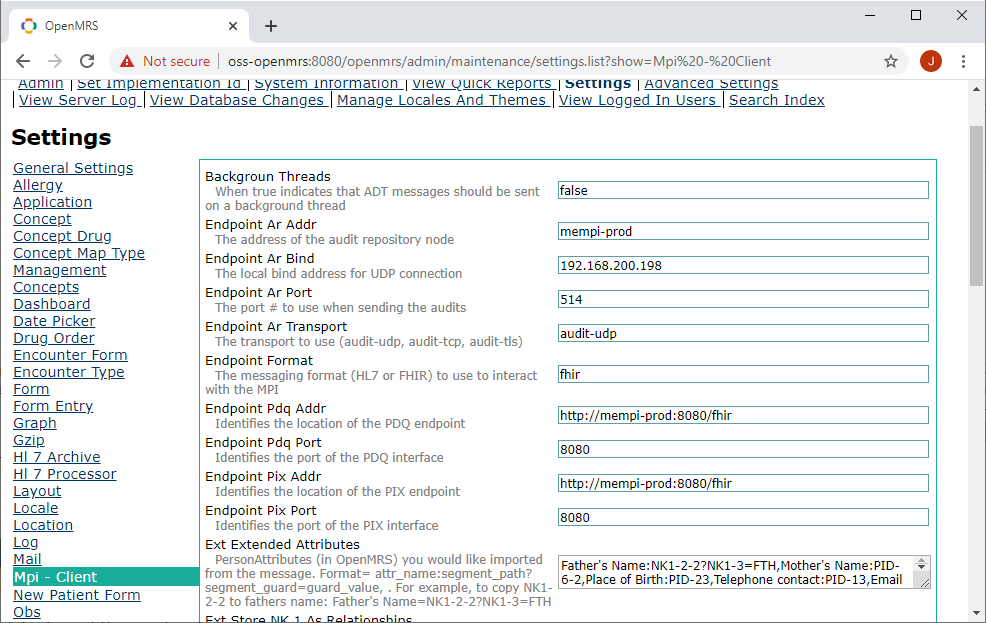 OpenMRS
Not secure | oss-openmrs:8080/openmrs/admin/maintenance/settings.list?show=Mpi%20-%20Client
J
Admin | Set Implementation Id | System Information | View Quick Reports | Settings | Advanced Settings
| View Server Log | View Database Changes | Manage Locales And Themes | View Logged In Users | Search Index
Settings
General Settings
Allergy
Application
Concept
Concept Drug
Concept Map Type
Management
Concepts
Dashboard
Date Picker
Drug Order
Encounter Form
Encounter Type
Form
Form Entry
Graph
Gzip
Hl 7 Archive
Hl 7 Processor
Layout
Locale
Location
Log
Mail
Mpi - Client
New Patient Form
Obs
Backgroun Threads
When true indicates that ADT messages should be sent
on a background thread
false
Endpoint Ar Addr
The address of the audit repository node
mempi-prod
Endpoint Ar Bind
The local bind address for UDP connection
192.168.200.198
Endpoint Ar Port
The port # to use when sending the audits
514
Endpoint Ar Transport
The transport to use (audit-udp, audit-tcp, audit-tls)
audit-udp
Endpoint Format
The messaging format (HL7 or FHIR) to use to interact
with the MPI
fhir
Endpoint Pdq Addr
Identifies the location of the PDQ endpoint
http://mempi-prod:8080/fhir
Endpoint Pdq Port
Identifies the port of the PDQ interface
8080
Endpoint Pix Addr
Identifies the location of the PIX endpoint
http://mempi-prod:8080/fhir
Endpoint Pix Port
Identifies the port of the PIX interface
8080
Ext Extended Attributes
PersonAttributes (in OpenMRS) you would like imported
from the message. Format= attr_name:segment_path?
segment_guard=guard_value, . For example, to copy NK1-
2-2 to fathers name: Father's Name=NK1-2-2?NK1-3=FTH
Father's Name:NK1-2-2?NK1-3=FTH,Mother's Name:PID-
6-2,Place of Birth:PID-23,Telephone contact:PID-13,Email
Ext Store NK 1 As Relationships